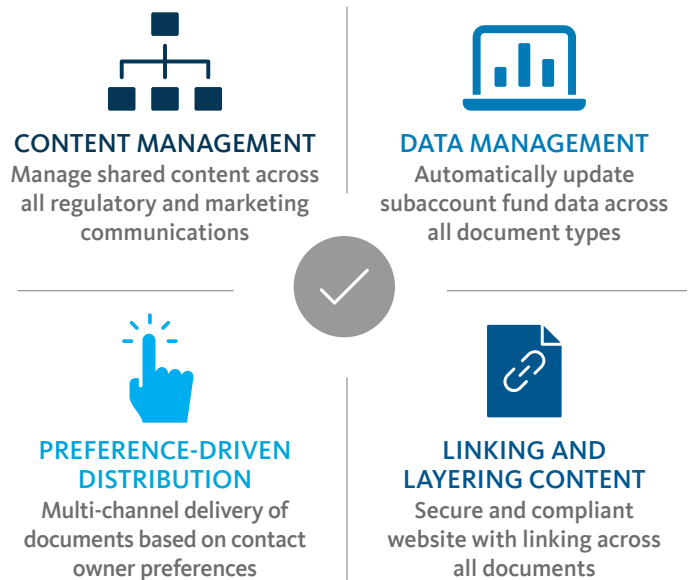 CONTENT MANAGEMENT
Manage shared content across
all regulatory and marketing
communications
DATA MANAGEMENT
Automatically update
subaccount fund data across
all document types
PREFERENCE-DRIVEN
DISTRIBUTION
Multi-channel delivery of
documents based on contact
owner preferences
LINKING AND
LAYERING CONTENT
Secure and compliant
website with linking across
all documents